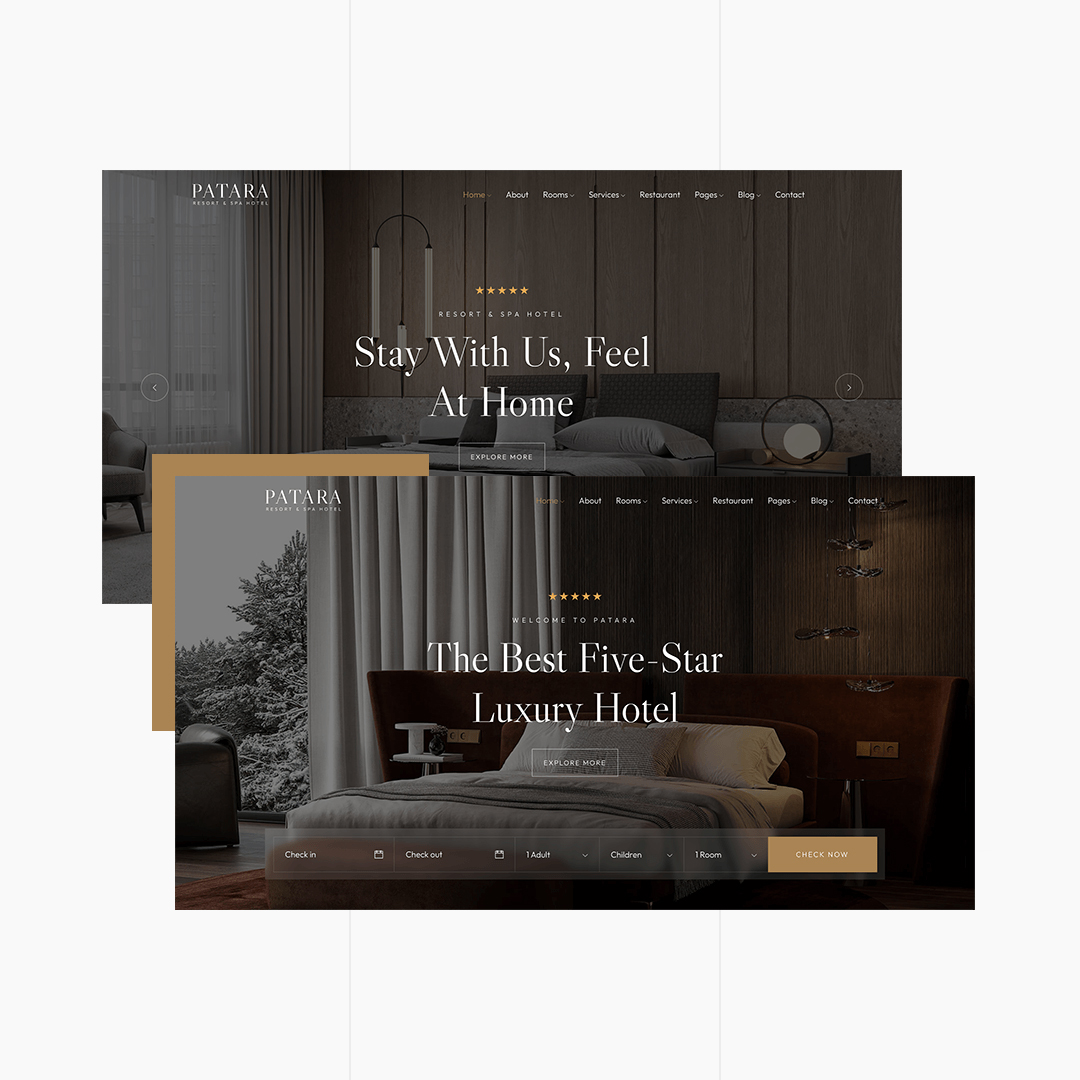 PATARA
RESORT & SPA HOTEL
Home About Rooms Services Restaurant Pages Blog Contact
RESORT & SPA HOTEL
Stay With Us, Feel
At Home
EXPLORE MORE
PATARA
RESORT & SPA HOTEL
Home About Rooms Services Restaurant Pages Blog Contact
WELCOME TO PATARA
The Best Five-Star
Luxury Hotel
EXPLORE MORE
Check in Check out 1 Adult Children 1 Room CHECK NOW